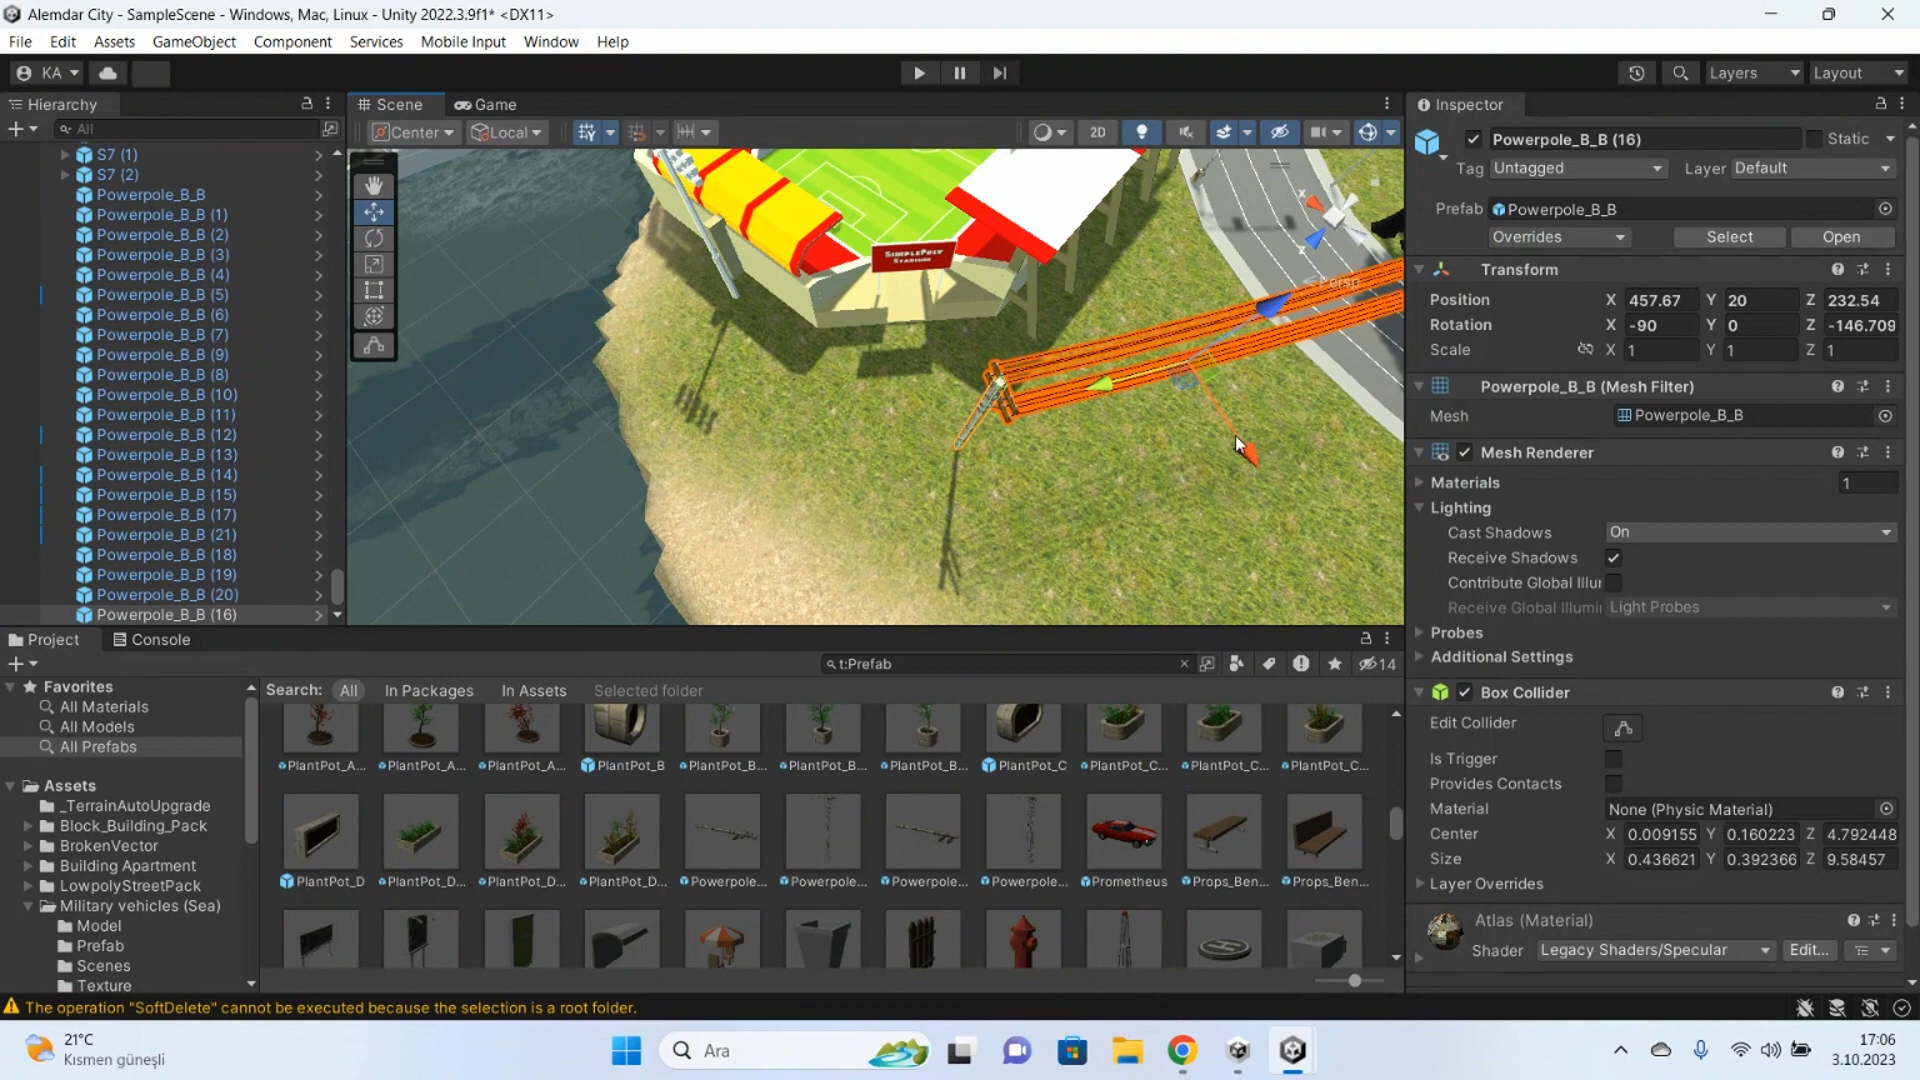 Alemdar City - SampleScene - Windows, Mac, Linux - Unity 2022.3.9f1* <DX11>
File Edit Assets GameObject Component Services Mobile Input Window Help
KA Layers Layout
Hierarchy
All
S7 (1)
S7 (2)
Powerpole_B_B
Powerpole_B_B (1)
Powerpole_B_B (2)
Powerpole_B_B (3)
Powerpole_B_B (4)
Powerpole_B_B (5)
Powerpole_B_B (6)
Powerpole_B_B (7)
Powerpole_B_B (9)
Powerpole_B_B (8)
Powerpole_B_B (10)
Powerpole_B_B (11)
Powerpole_B_B (12)
Powerpole_B_B (13)
Powerpole_B_B (14)
Powerpole_B_B (15)
Powerpole_B_B (17)
Powerpole_B_B (21)
Powerpole_B_B (18)
Powerpole_B_B (19)
Powerpole_B_B (20)
Powerpole_B_B (16)
Scene Game
Center Local 2D
SIMPLEPOLY
STADIUM
x
z
< Persp
Inspector
Powerpole_B_B (16) Static
Tag Untagged Layer Default
Prefab Powerpole_B_B
Overrides Select Open
Transform
Position X 457.67 Y 20 Z 232.54
Rotation X -90 Y 0 Z -146.709
Scale X 1 Y 1 Z 1
Powerpole_B_B (Mesh Filter)
Mesh Powerpole_B_B
Mesh Renderer
Materials 1
Lighting
Cast Shadows On
Receive Shadows
Contribute Global Illu
Receive Global Illumi Light Probes
Probes
Additional Settings
Box Collider
Edit Collider
Is Trigger
Provides Contacts
Material None (Physic Material)
Center X 0.009155 Y 0.160223 Z 4.792448
Size X 0.436621 Y 0.392366 Z 9.58457
Layer Overrides
Atlas (Material)
Shader Legacy Shaders/Specular Edit...
Project Console
t:Prefab 14
Favorites
All Materials
All Models
All Prefabs
Assets
_TerrainAutoUpgrade
Block_Building_Pack
BrokenVector
Building Apartment
LowpolyStreetPack
Military vehicles (Sea)
Model
Prefab
Scenes
Texture
Search: All In Packages In Assets Selected folder
PlantPot_A... PlantPot_A... PlantPot_A... PlantPot_B PlantPot_B... PlantPot_B... PlantPot_B... PlantPot_C PlantPot_C... PlantPot_C... PlantPot_C...
PlantPot_D PlantPot_D... PlantPot_D... PlantPot_D... Powerpole... Powerpole... Powerpole... Powerpole... Prometheus Props_Ben... Props_Ben...
H
The operation "SoftDelete" cannot be executed because the selection is a root folder.
21°C
Kısmen güneşli
Ara
17:06
3.10.2023